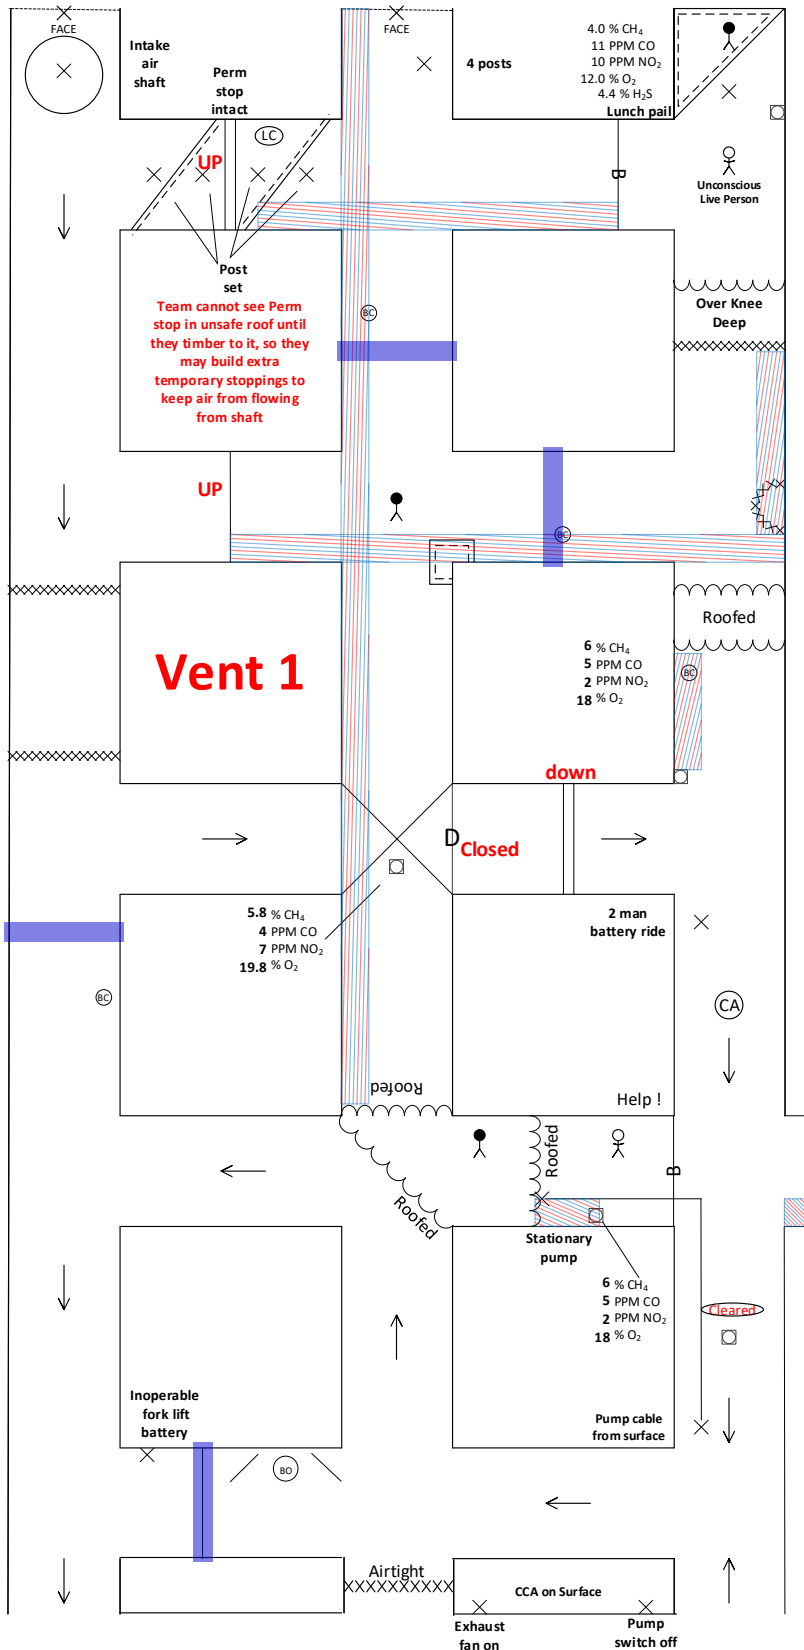 FACE
FACE
Intake
air
shaft
Perm
stop
intact
4 posts
4.0 % CH₄
11 PPM CO
10 PPM NO₂
12.0 % O₂
4.4 % H₂S
Lunch pail
LC
UP
B
Unconscious
Live Person
Post
set
Team cannot see Perm
stop in unsafe roof until
they timber to it, so they
may build extra
temporary stoppings to
keep air from flowing
from shaft
BC
Over Knee
Deep
UP
BC
Roofed
Vent 1
6 % CH₄
5 PPM CO
2 PPM NO₂
18 % O₂
BC
down
D
Closed
5.8 % CH₄
4 PPM CO
7 PPM NO₂
19.8 % O₂
2 man
battery ride
BC
CA
Roofed
Help !
Roofed
B
Roofed
Stationary
pump
6 % CH₄
5 PPM CO
2 PPM NO₂
18 % O₂
Cleared
Inoperable
fork lift
battery
Pump cable
from surface
BO
Airtight
CCA on Surface
Exhaust
fan on
Pump
switch off